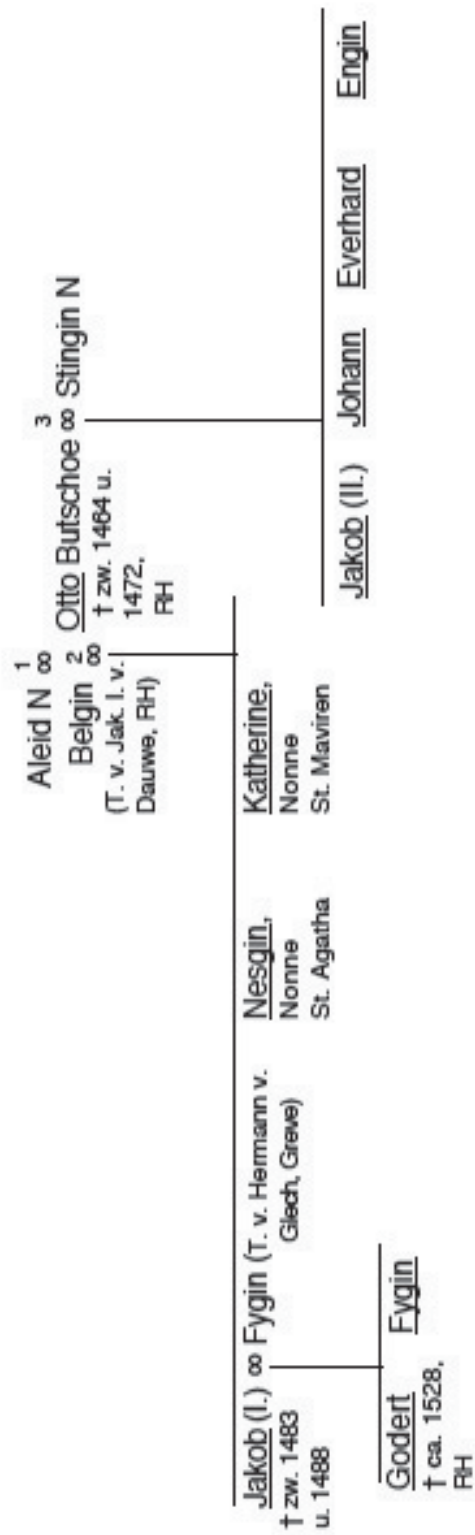 Aleid N 1 ∞
Otto Butschoe 3 ∞ Stingin N
Belgin 2 ∞
† zw. 1464 u.
(T. v. Jak. I. v.
1472,
Dauwe, RH)
RH
Jakob (I.) ∞ Fygin (T. v. Hermann v.
Glech, Greve)
† zw. 1483
u. 1488
Nesgin,
Nonne
St. Agatha
Katherine,
Nonne
St. Maviren
Jakob (II.) Johann Everhard Engin
Godert Fygin
† ca. 1528,
RH